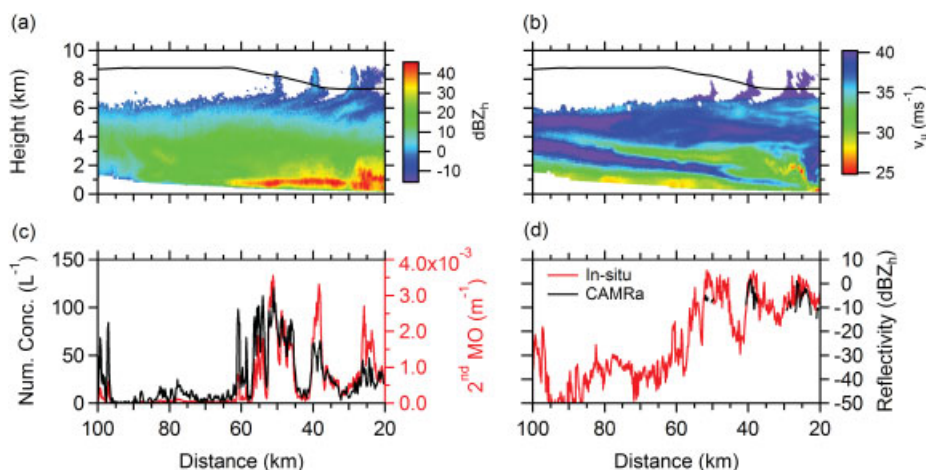 (a)
(b)
Height (km)
10
8
6
4
2
0
40
30
20
10
0
-10
dBZh
40
35
30
25
vu (ms-1)
(c)
(d)
Num. Conc. (L-1)
150
100
50
0
4.0x10-3
3.0
2.0
1.0
0.0
2nd MO (m-1)
In-situ
CAMRa
10
0
-10
-20
-30
-40
-50
Reflectivity (dBZh)
100 80 60 40 20
100 80 60 40 20
Distance (km)
Distance (km)